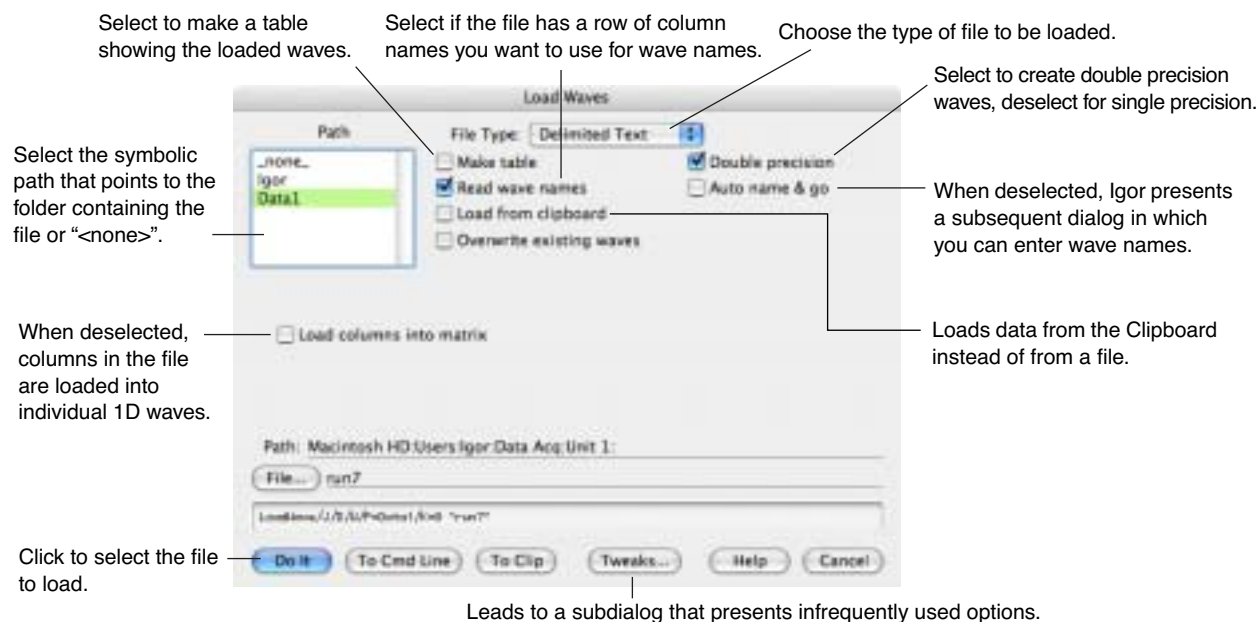 Select to make a table
showing the loaded waves.
Select if the file has a row of column
names you want to use for wave names.
Choose the type of file to be loaded.
Select to create double precision
waves, deselect for single precision.
Load Waves
Path
File Type: Delimited Text
Select the symbolic
path that points to the
folder containing the
file or “<none>”.
_none_
Igor
Data1
Make table
Read wave names
Load from clipboard
Overwrite existing waves
Double precision
Auto name & go
When deselected, Igor presents
a subsequent dialog in which
you can enter wave names.
When deselected,
columns in the file
are loaded into
individual 1D waves.
Load columns into matrix
Loads data from the Clipboard
instead of from a file.
Path: Macintosh HD:Users:Igor:Data Acq:Unit 1:
File... run7
"run7"
Click to select the file
to load.
Do It To Cmd Line To Clip Tweaks... Help Cancel
Leads to a subdialog that presents infrequently used options.